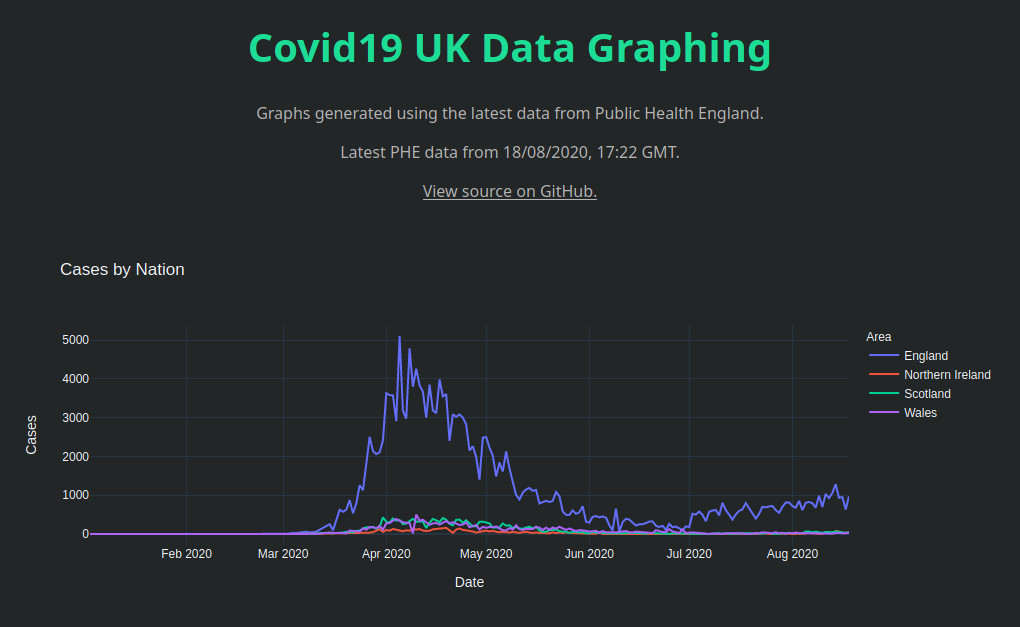 Covid19 UK Data Graphing
Graphs generated using the latest data from Public Health England.
Latest PHE data from 18/08/2020, 17:22 GMT.
View source on GitHub.
Cases by Nation
5000
4000
3000
2000
1000
0
Cases
Feb 2020
Mar 2020
Apr 2020
May 2020
Jun 2020
Jul 2020
Aug 2020
Date
Area
England
Northern Ireland
Scotland
Wales